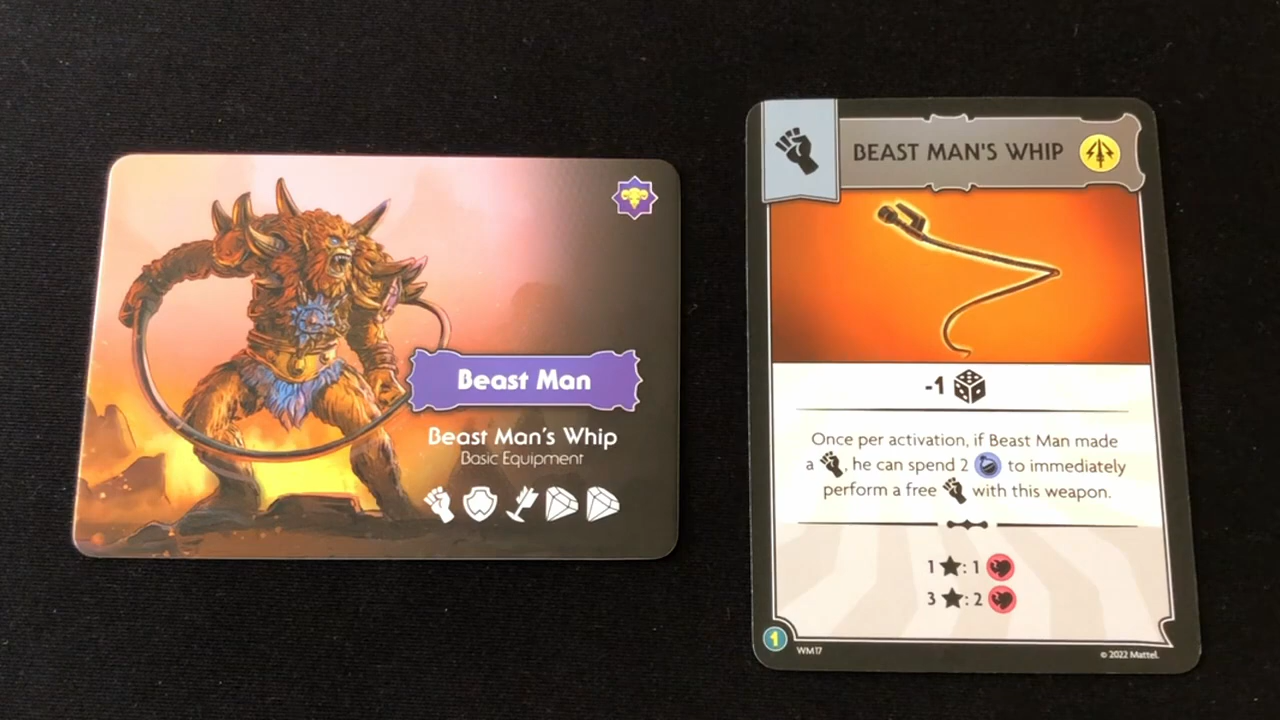 Beast Man
Beast Man's Whip
Basic Equipment
BEAST MAN'S WHIP
-1
Once per activation, if Beast Man made
a , he can spend 2 to immediately
perform a free with this weapon.
1 ★: 1
3 ★: 2
1
WM17
© 2022 Mattel.